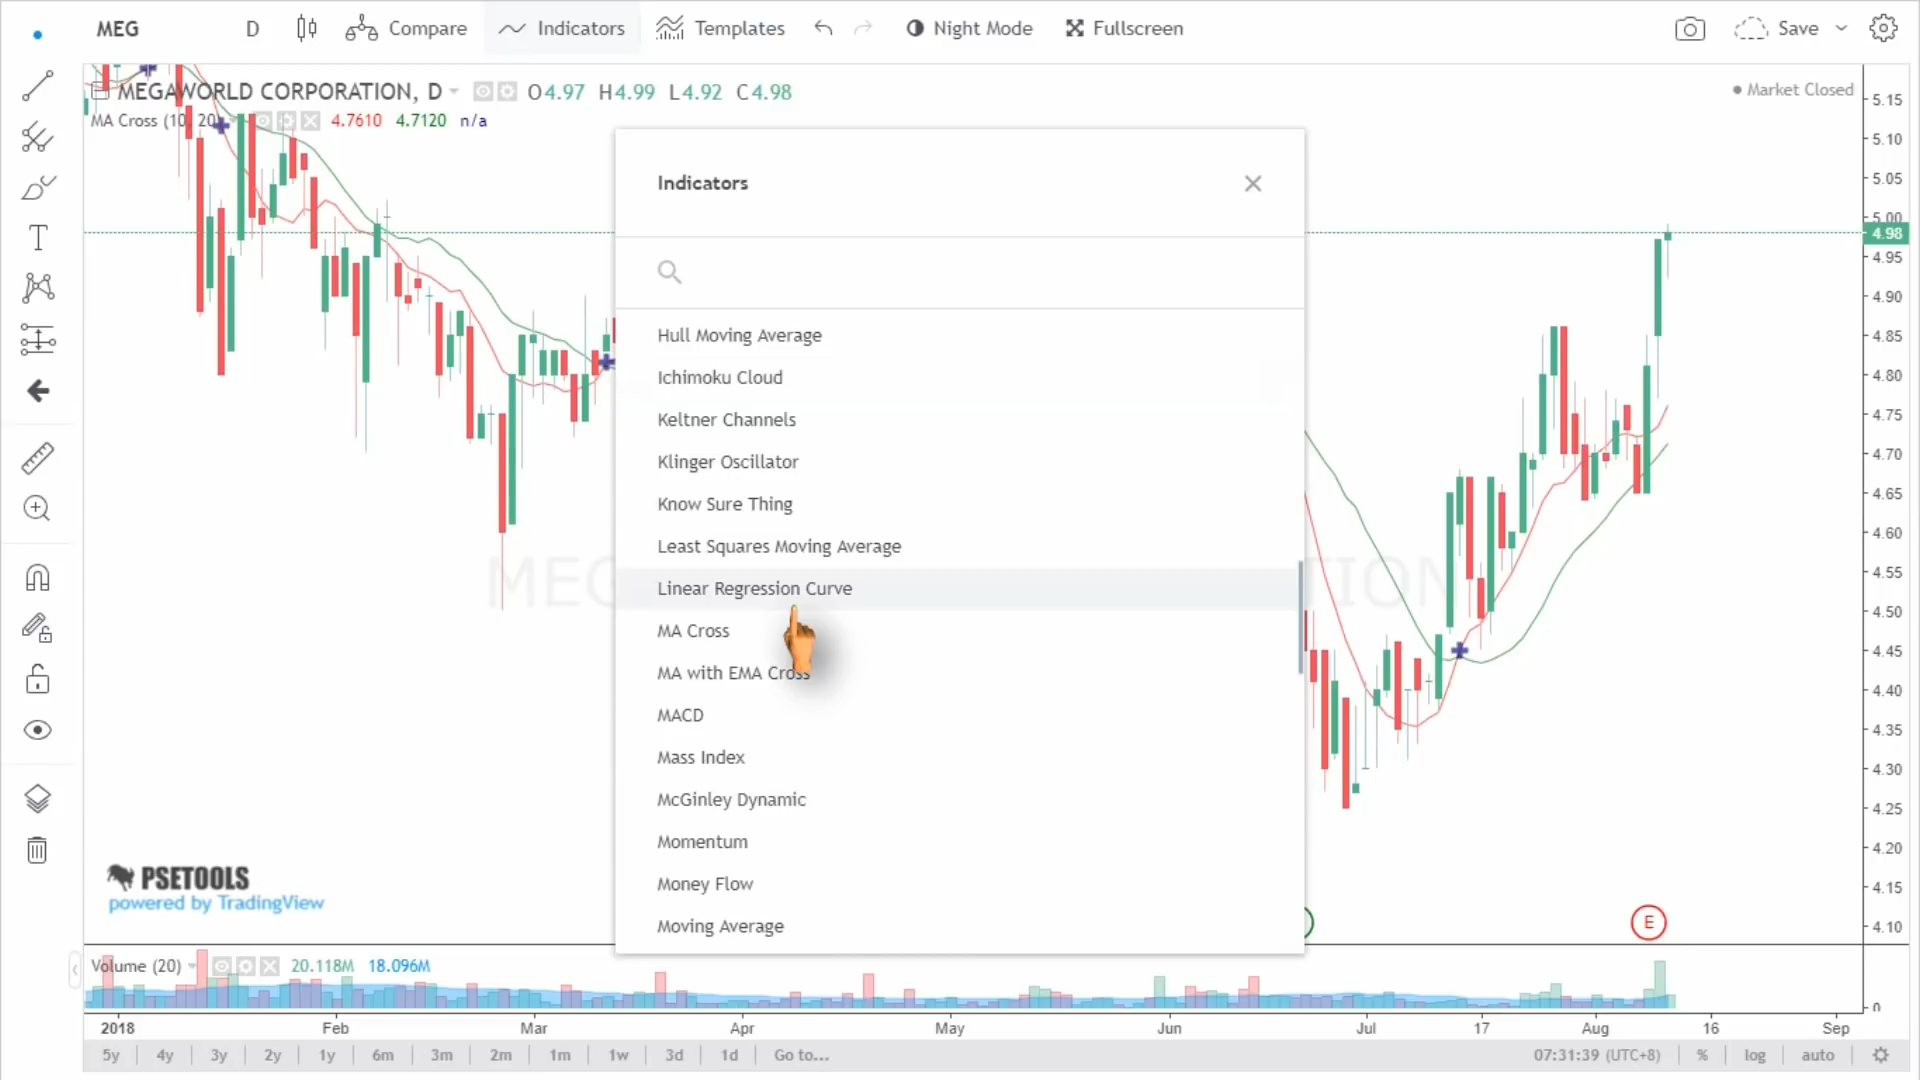 MEG D Compare Indicators Templates Night Mode Fullscreen Save
MEGAWORLD CORPORATION, D O4.97 H4.99 L4.92 C4.98
Market Closed
MA Cross (10, 20) 4.7610 4.7120 n/a
Indicators
Hull Moving Average
Ichimoku Cloud
Keltner Channels
Klinger Oscillator
Know Sure Thing
Least Squares Moving Average
Linear Regression Curve
MA Cross
MA with EMA Cross
MACD
Mass Index
McGinley Dynamic
Momentum
Money Flow
Moving Average
5.15
5.10
5.05
5.00
4.98
4.95
4.90
4.85
4.80
4.75
4.70
4.65
4.60
4.55
4.50
4.45
4.40
4.35
4.30
4.25
4.20
4.15
4.10
E
PSETOOLS
powered by TradingView
Volume (20) 20.118M 18.096M
0
2018 Feb Mar Apr May Jun Jul 17 Aug 16 Sep
5y 4y 3y 2y 1y 6m 3m 2m 1m 1w 3d 1d Go to... 07:31:39 (UTC+8) % log auto